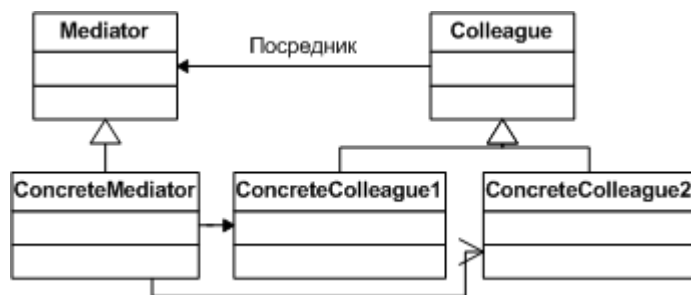 Mediator
Colleague
Посредник
ConcreteMediator
ConcreteColleague1
ConcreteColleague2